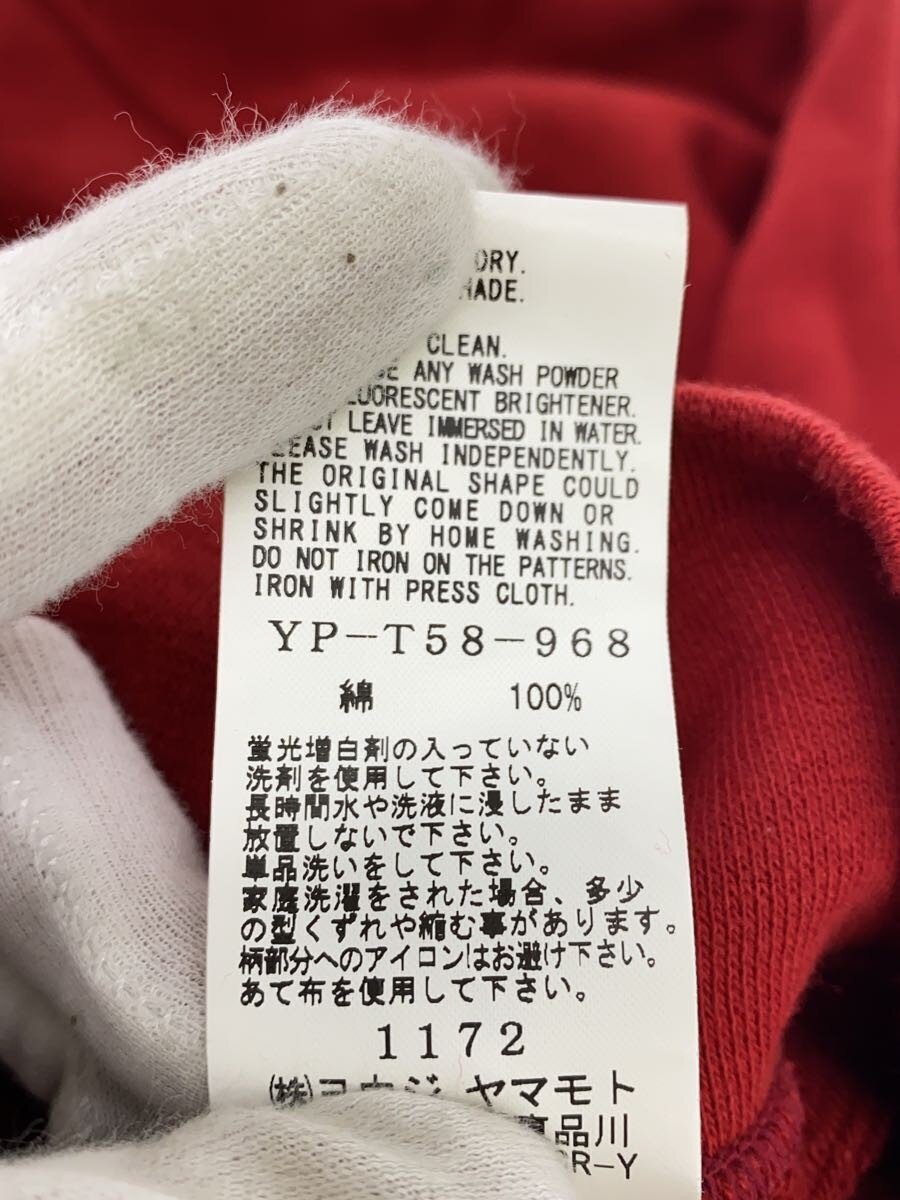 DRY.
CLEAN.
ANY WASH POWDER
BRIGHTENER.
LEAVE IMMERSED IN WATER.
WASH INDEPENDENTLY.
THE ORIGINAL SHAPE COULD
SLIGHTLY COME DOWN OR
SHRINK BY HOME WASHING.
DO NOT IRON ON THE PATTERNS.
IRON WITH PRESS CLOTH.
YP-T58-968
綿 100%
蛍光増白剤の入っていない
洗剤を使用して下さい。
長時間水や洗液に浸したまま
放置しないで下さい。
単品洗いをして下さい。
家庭洗濯をされた場合、多少
の型くずれや縮む事があります。
柄部分へのアイロンはお避け下さい。
あて布を使用して下さい。
1172
(株)ヨウジ ヤマモト
品川
R-Y